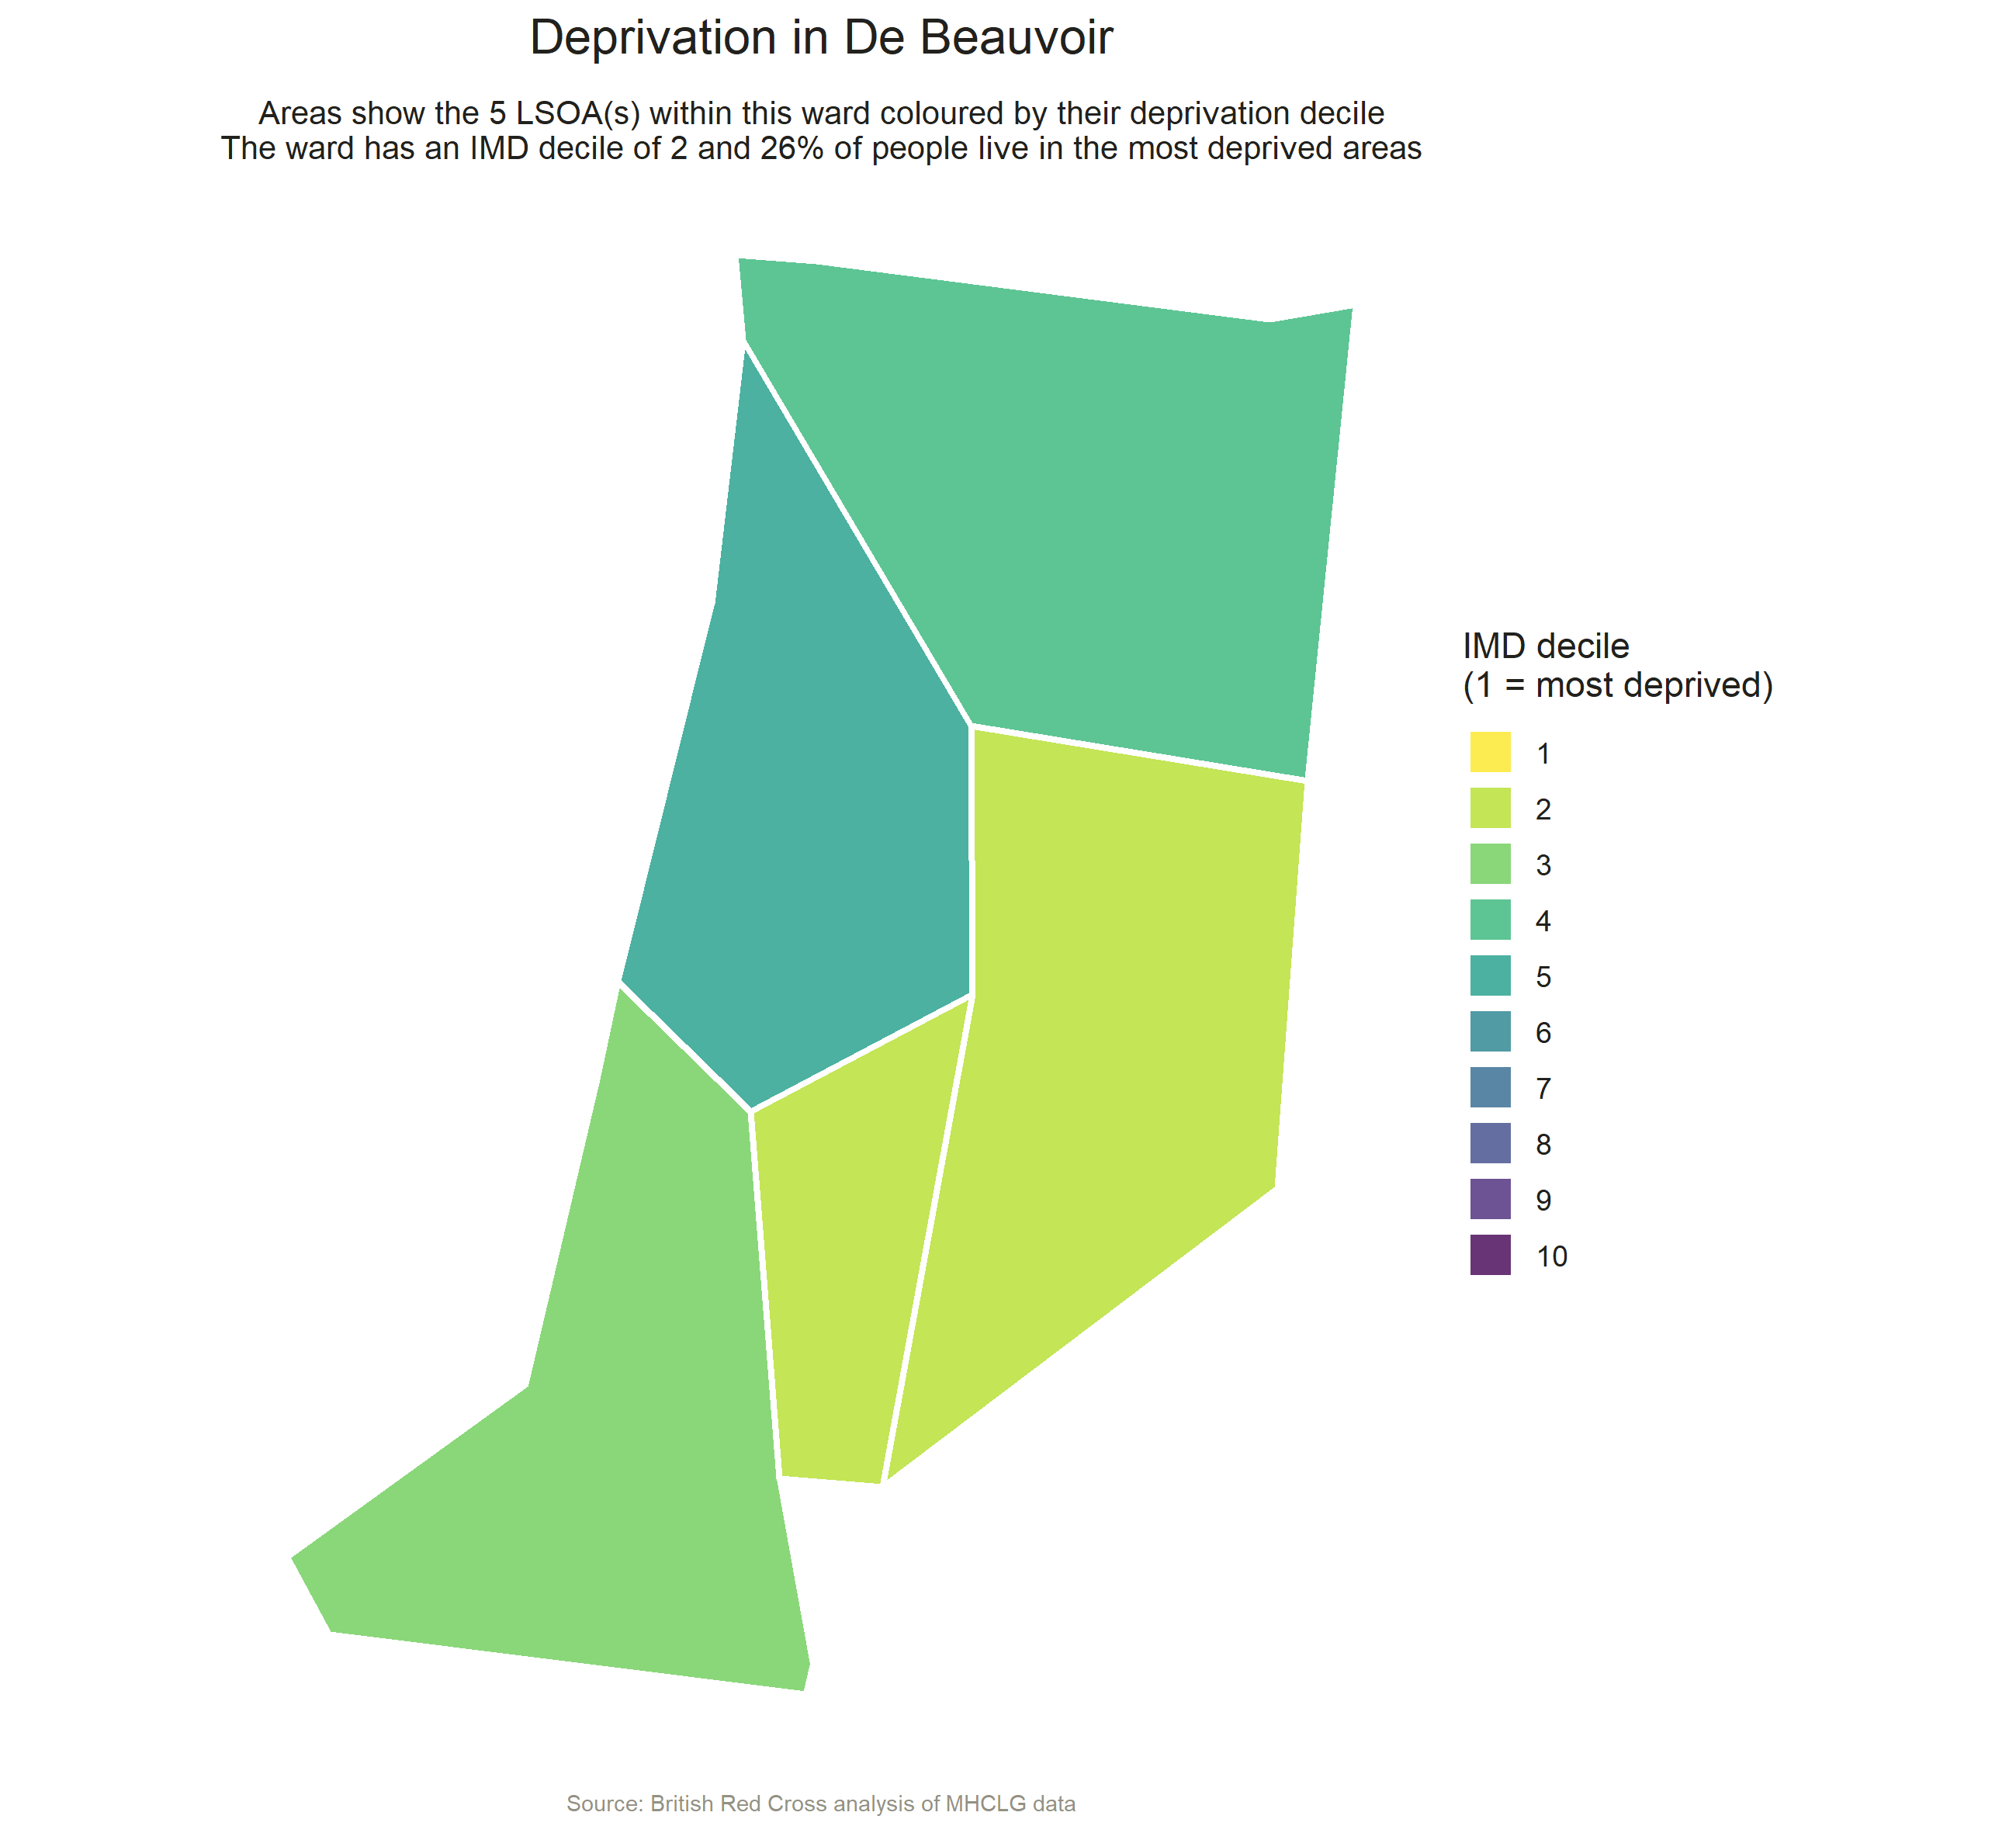 Deprivation in De Beauvoir
Areas show the 5 LSOA(s) within this ward coloured by their deprivation decile
The ward has an IMD decile of 2 and 26% of people live in the most deprived areas
IMD decile
(1 = most deprived)
1
2
3
4
5
6
7
8
9
10
Source: British Red Cross analysis of MHCLG data